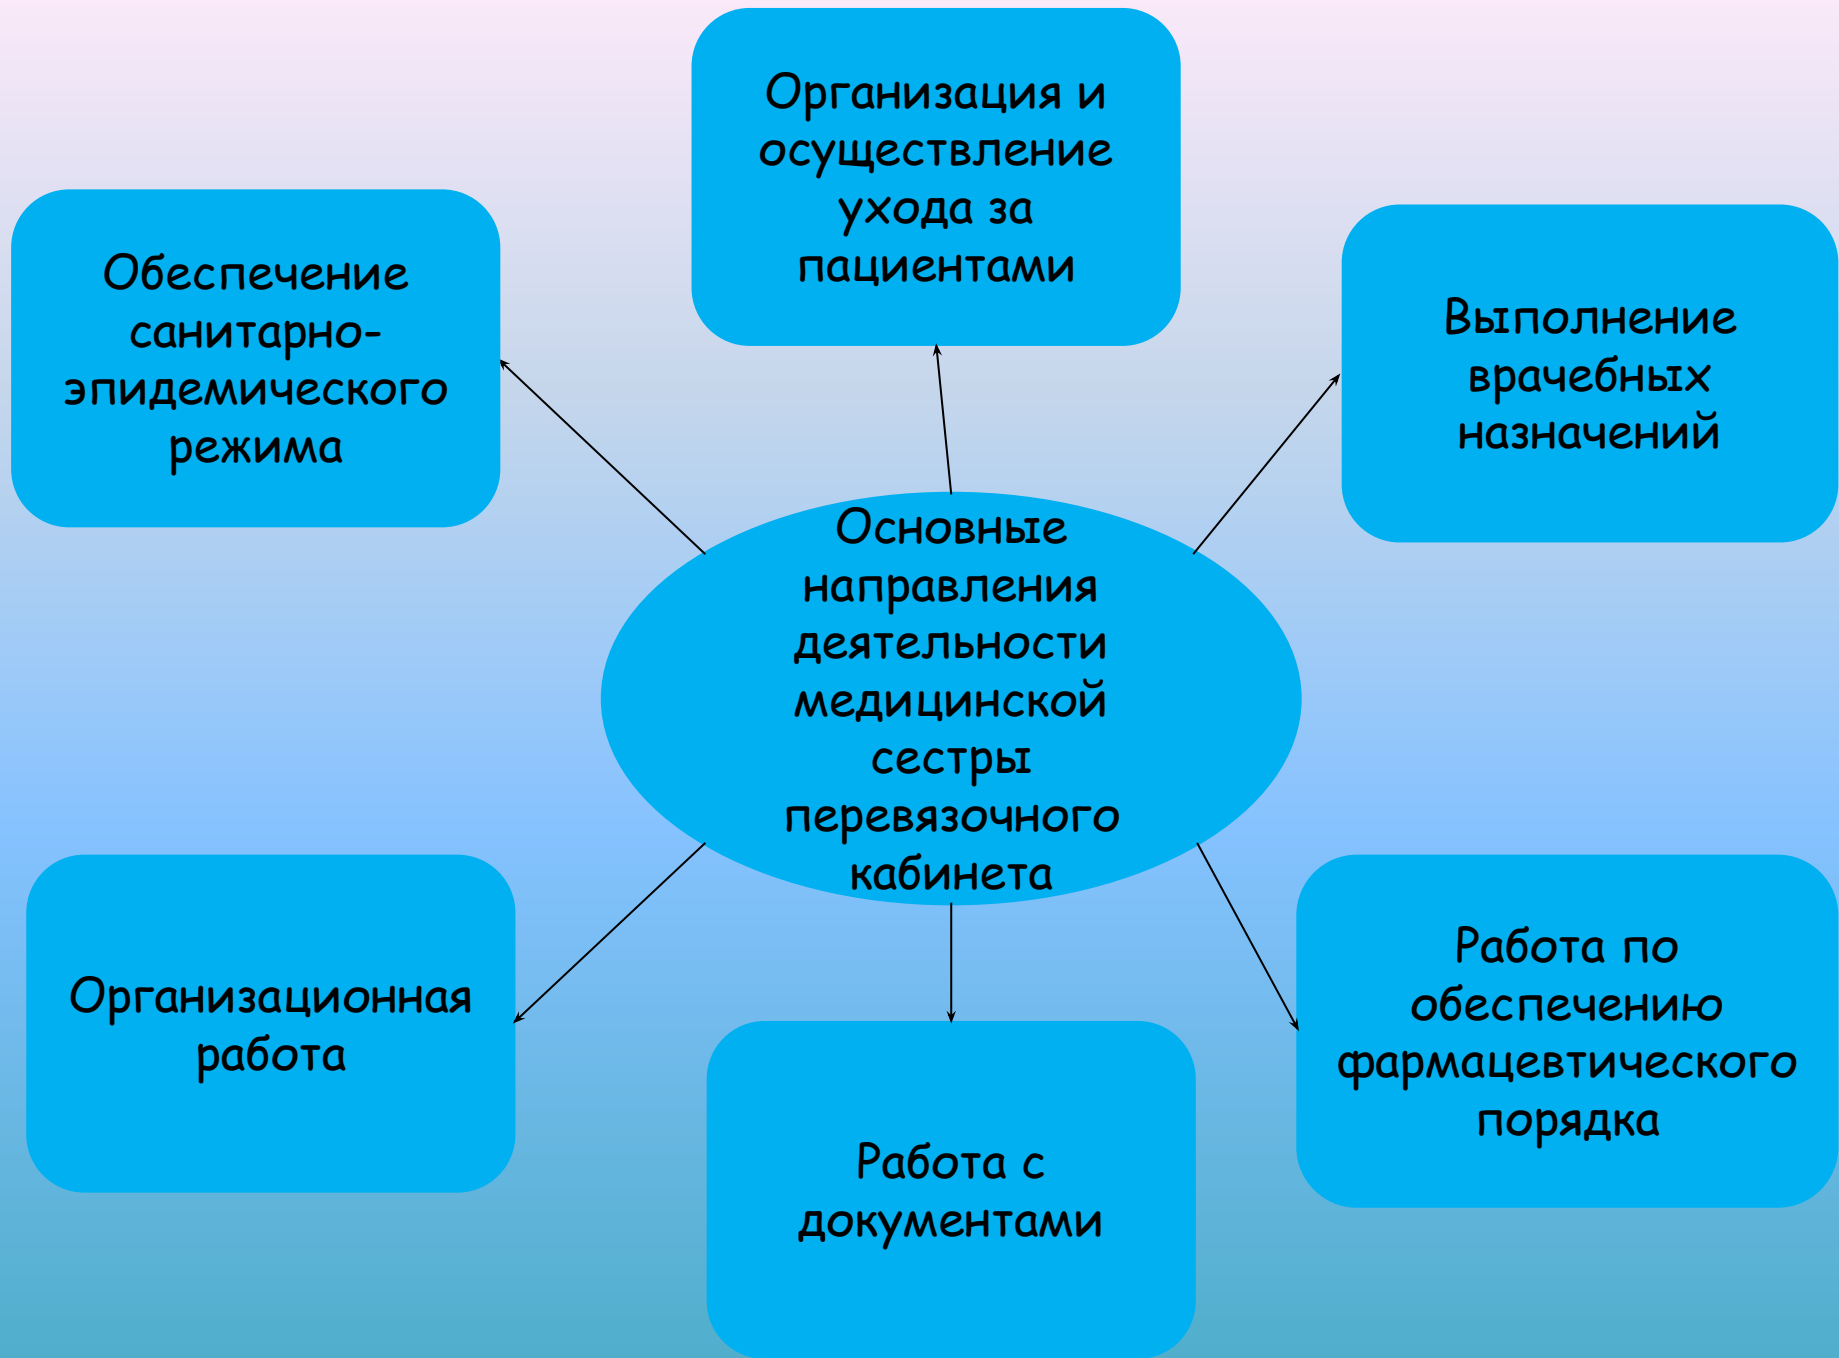 Организация и
осуществление
ухода за
пациентами
Обеспечение
санитарно-
эпидемического
режима
Выполнение
врачебных
назначений
Основные
направления
деятельности
медицинской
сестры
перевязочного
кабинета
Организационная
работа
Работа с
документами
Работа по
обеспечению
фармацевтического
порядка